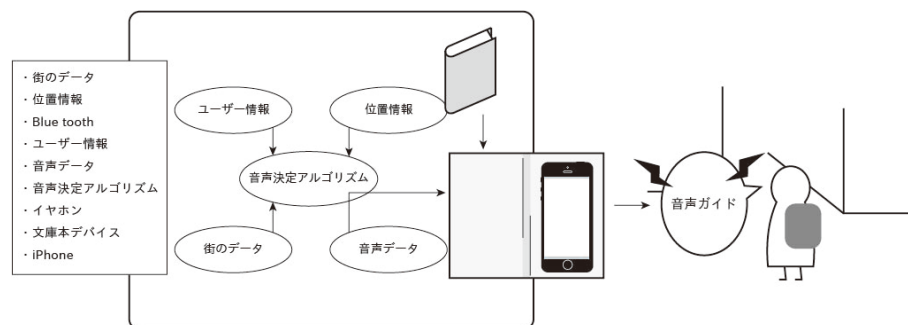 ・街のデータ
・位置情報
・Blue tooth
・ユーザー情報
・音声データ
・音声決定アルゴリズム
・イヤホン
・文庫本デバイス
・iPhone
ユーザー情報
位置情報
音声決定アルゴリズム
街のデータ
音声データ
音声ガイド